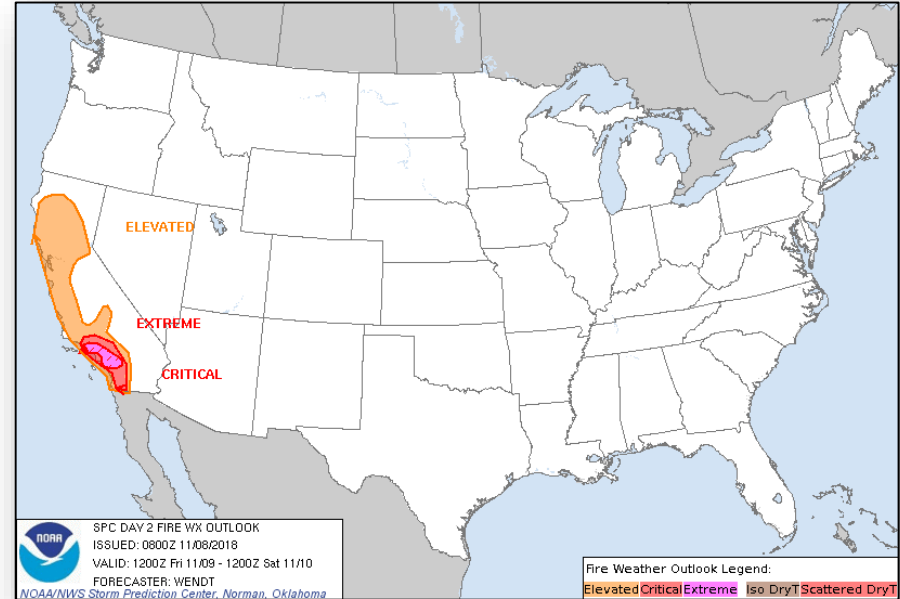 ELEVATED
EXTREME
CRITICAL
NOAA
SPC DAY 2 FIRE WX OUTLOOK
ISSUED: 0800Z 11/08/2018
VALID: 1200Z Fri 11/09 - 1200Z Sat 11/10
FORECASTER: WENDT
NOAA/NWS Storm Prediction Center, Norman, Oklahoma
Fire Weather Outlook Legend:
Elevated Critical Extreme Iso DryT Scattered DryT